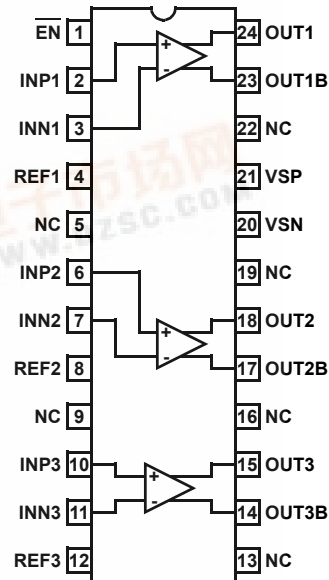 EN 1
INP1 2
INN1 3
REF1 4
NC 5
INP2 6
INN2 7
REF2 8
NC 9
INP3 10
INN3 11
REF3 12
24 OUT1
23 OUT1B
22 NC
21 VSP
20 VSN
19 NC
18 OUT2
17 OUT2B
16 NC
15 OUT3
14 OUT3B
13 NC
+
-
+
-
+
-